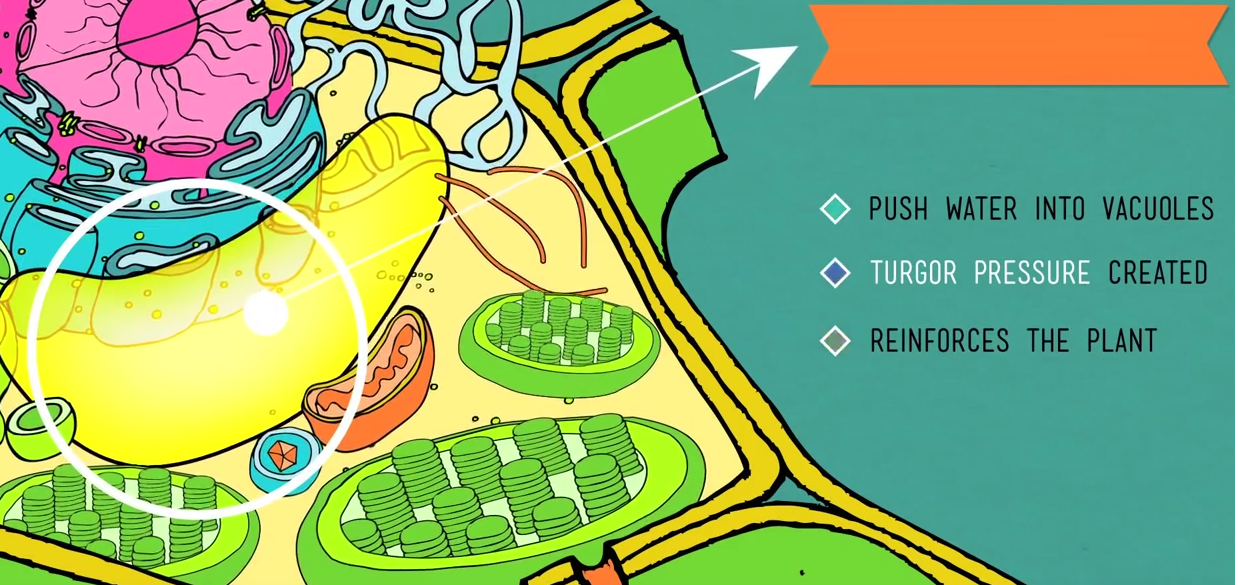 PUSH WATER INTO VACUOLES
TURGOR PRESSURE CREATED
REINFORCES THE PLANT